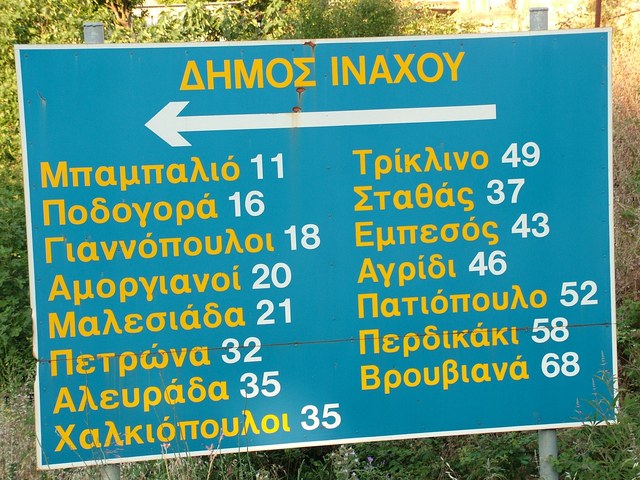 ΔΗΜΟΣ ΙΝΑΧΟΥ
Μπαμπαλιό 11
Ποδογορά 16
Γιαννόπουλοι 18
Αμοργιανοί 20
Μαλεσιάδα 21
Πετρώνα 32
Αλευράδα 35
Χαλκιόπουλοι 35
Τρίκλινο 49
Σταθάς 37
Εμπεσός 43
Αγρίδι 46
Πατιόπουλο 52
Περδικάκι 58
Βρουβιανά 68